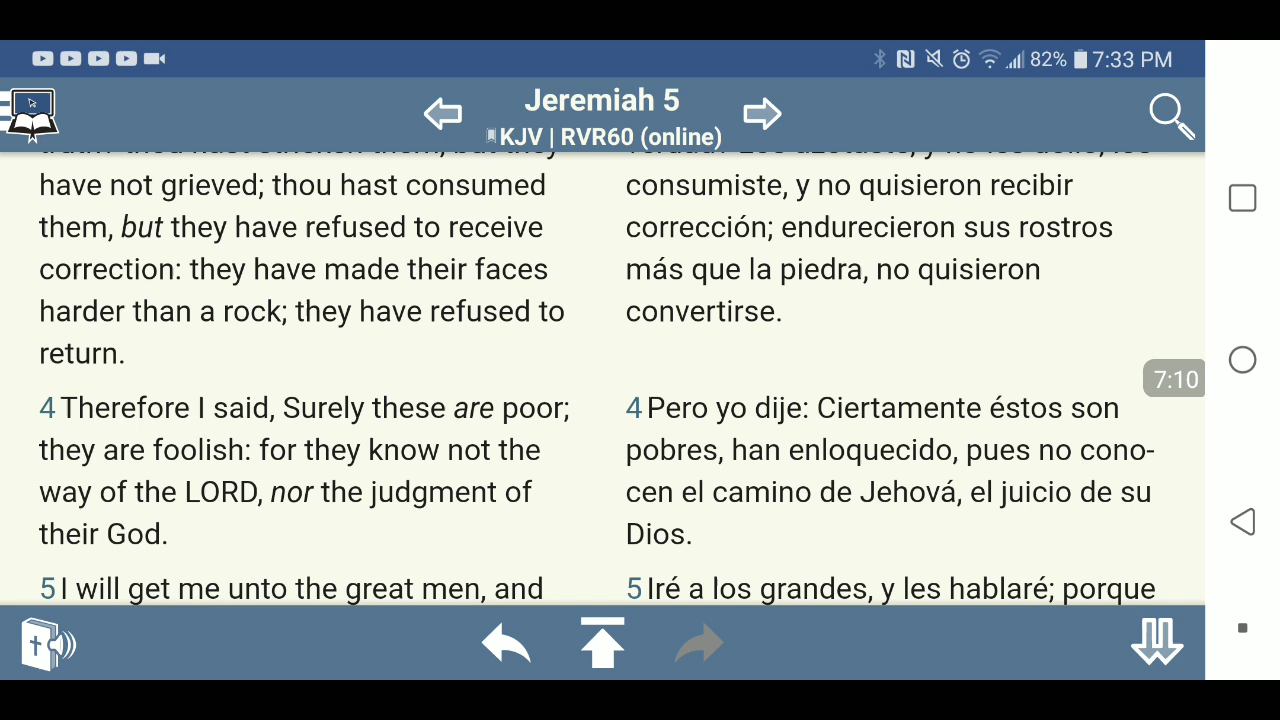 82% 7:33 PM
Jeremiah 5
KJV | RVR60 (online)
have not grieved; thou hast consumed
them, but they have refused to receive
correction: they have made their faces
harder than a rock; they have refused to
return.
4 Therefore I said, Surely these are poor;
they are foolish: for they know not the
way of the LORD, nor the judgment of
their God.
5 I will get me unto the great men, and
consumiste, y no quisieron recibir
corrección; endurecieron sus rostros
más que la piedra, no quisieron
convertirse.
4 Pero yo dije: Ciertamente éstos son
pobres, han enloquecido, pues no cono-
cen el camino de Jehová, el juicio de su
Dios.
5 Iré a los grandes, y les hablaré; porque
7:10